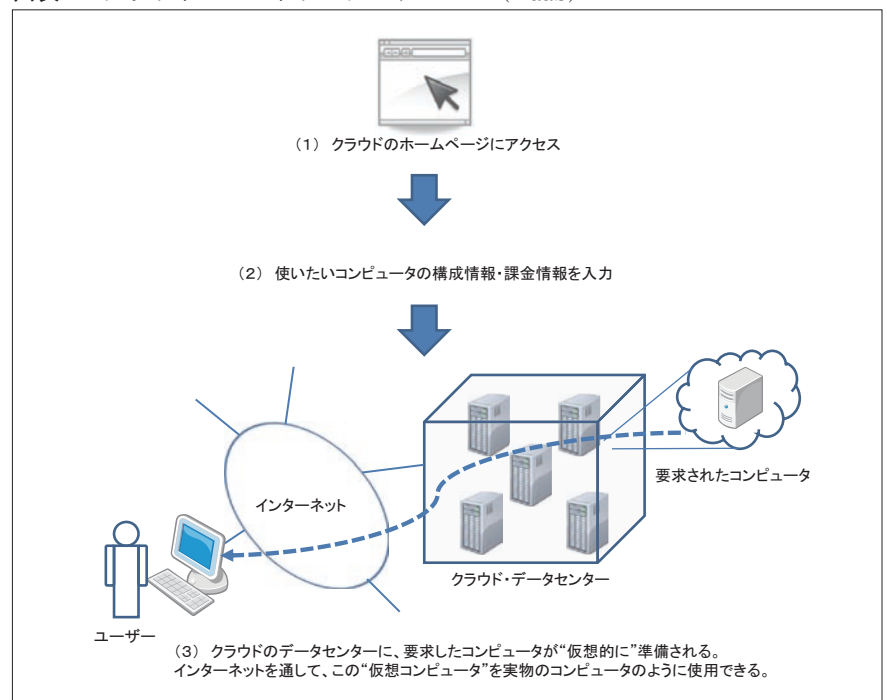 (1) クラウドのホームページにアクセス
(2) 使いたいコンピュータの構成情報・課金情報を入力
要求されたコンピュータ
インターネット
クラウド・データセンター
ユーザー
(3) クラウドのデータセンターに、要求したコンピュータが“仮想的に”準備される。
インターネットを通して、この“仮想コンピュータ”を実物のコンピュータのように使用できる。